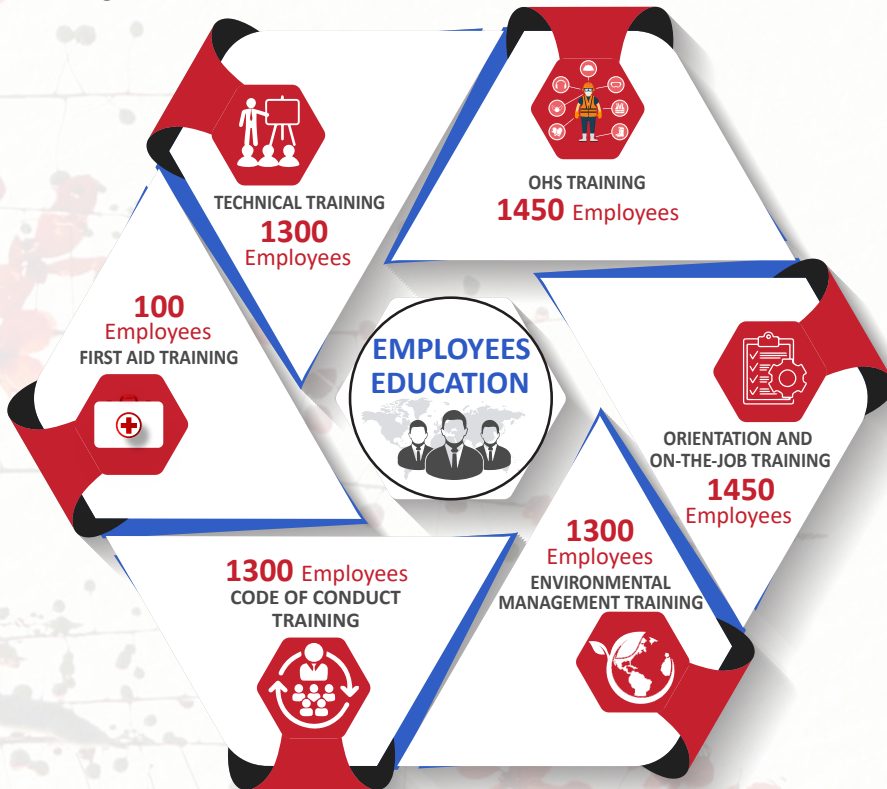 TECHNICAL TRAINING
1300
Employees
OHS TRAINING
1450 Employees
100
Employees
FIRST AID TRAINING
EMPLOYEES
EDUCATION
ORIENTATION AND
ON-THE-JOB TRAINING
1450
Employees
1300 Employees
CODE OF CONDUCT
TRAINING
1300
Employees
ENVIRONMENTAL
MANAGEMENT TRAINING